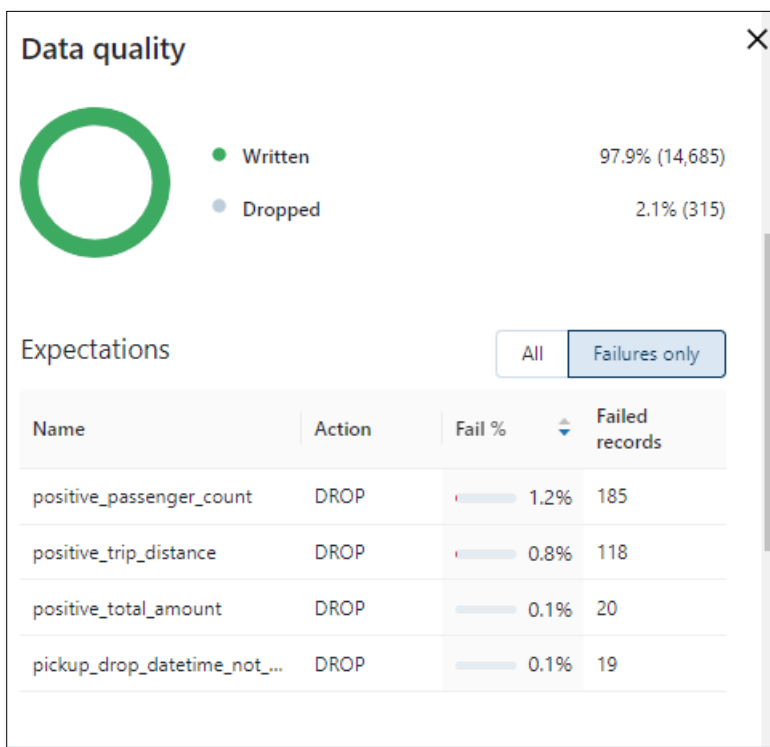 Data quality
Written 97.9% (14,685)
Dropped 2.1% (315)
Expectations All Failures only
Name Action Fail % Failed records
positive_passenger_count DROP 1.2% 185
positive_trip_distance DROP 0.8% 118
positive_total_amount DROP 0.1% 20
pickup_drop_datetime_not_... DROP 0.1% 19